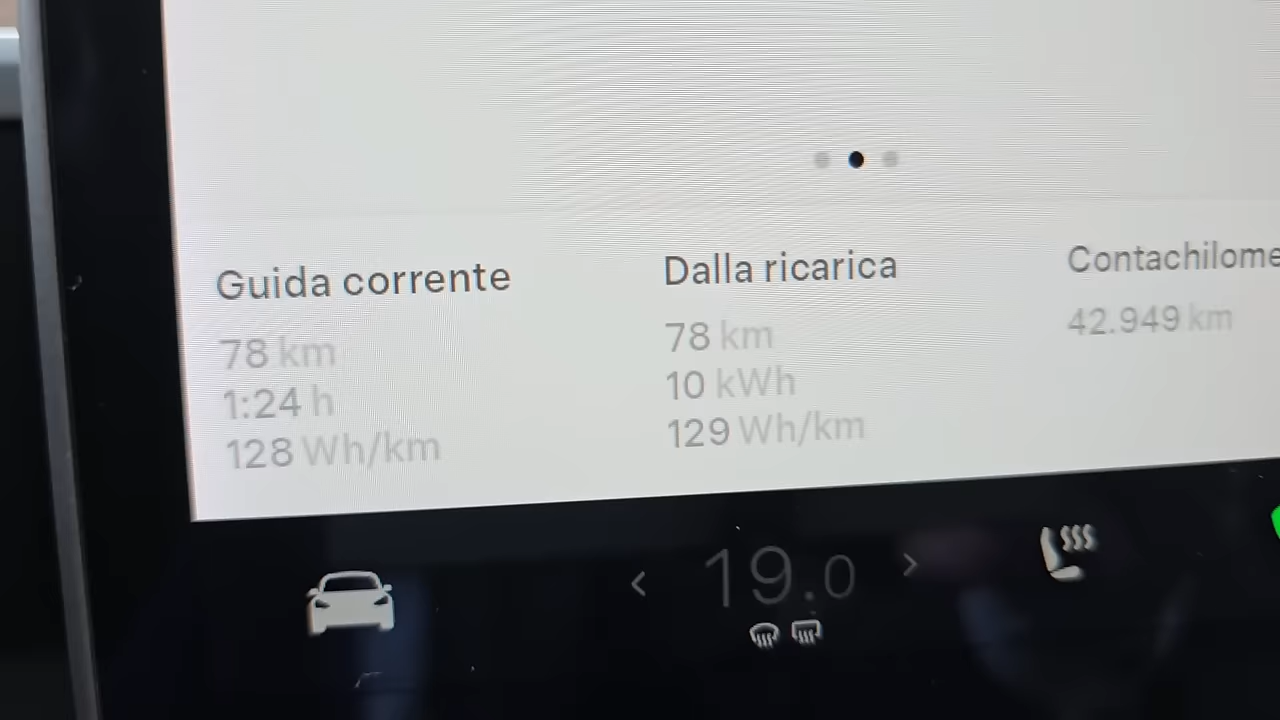 Guida corrente
78 km
1:24 h
128 Wh/km
Dalla ricarica
78 km
10 kWh
129 Wh/km
Contachilome
42.949 km
19.0